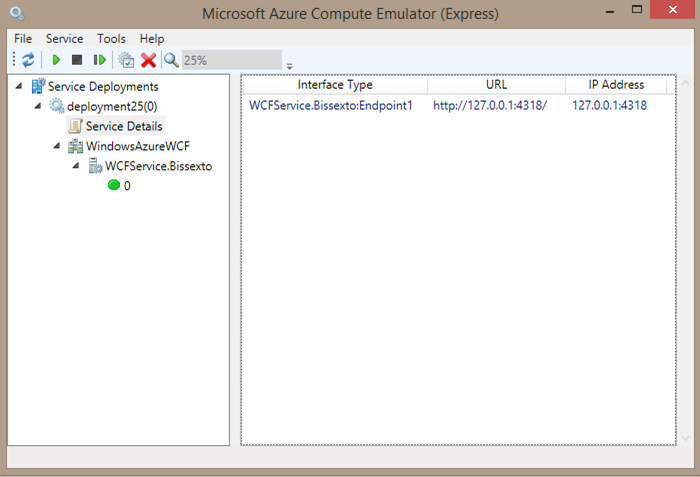 Microsoft Azure Compute Emulator (Express)
File Service Tools Help
25%
Service Deployments
deployment25(0)
Service Details
WindowsAzureWCF
WCFService.Bissexto
0
Interface Type URL IP Address
WCFService.Bissexto:Endpoint1 http://127.0.0.1:4318/ 127.0.0.1:4318